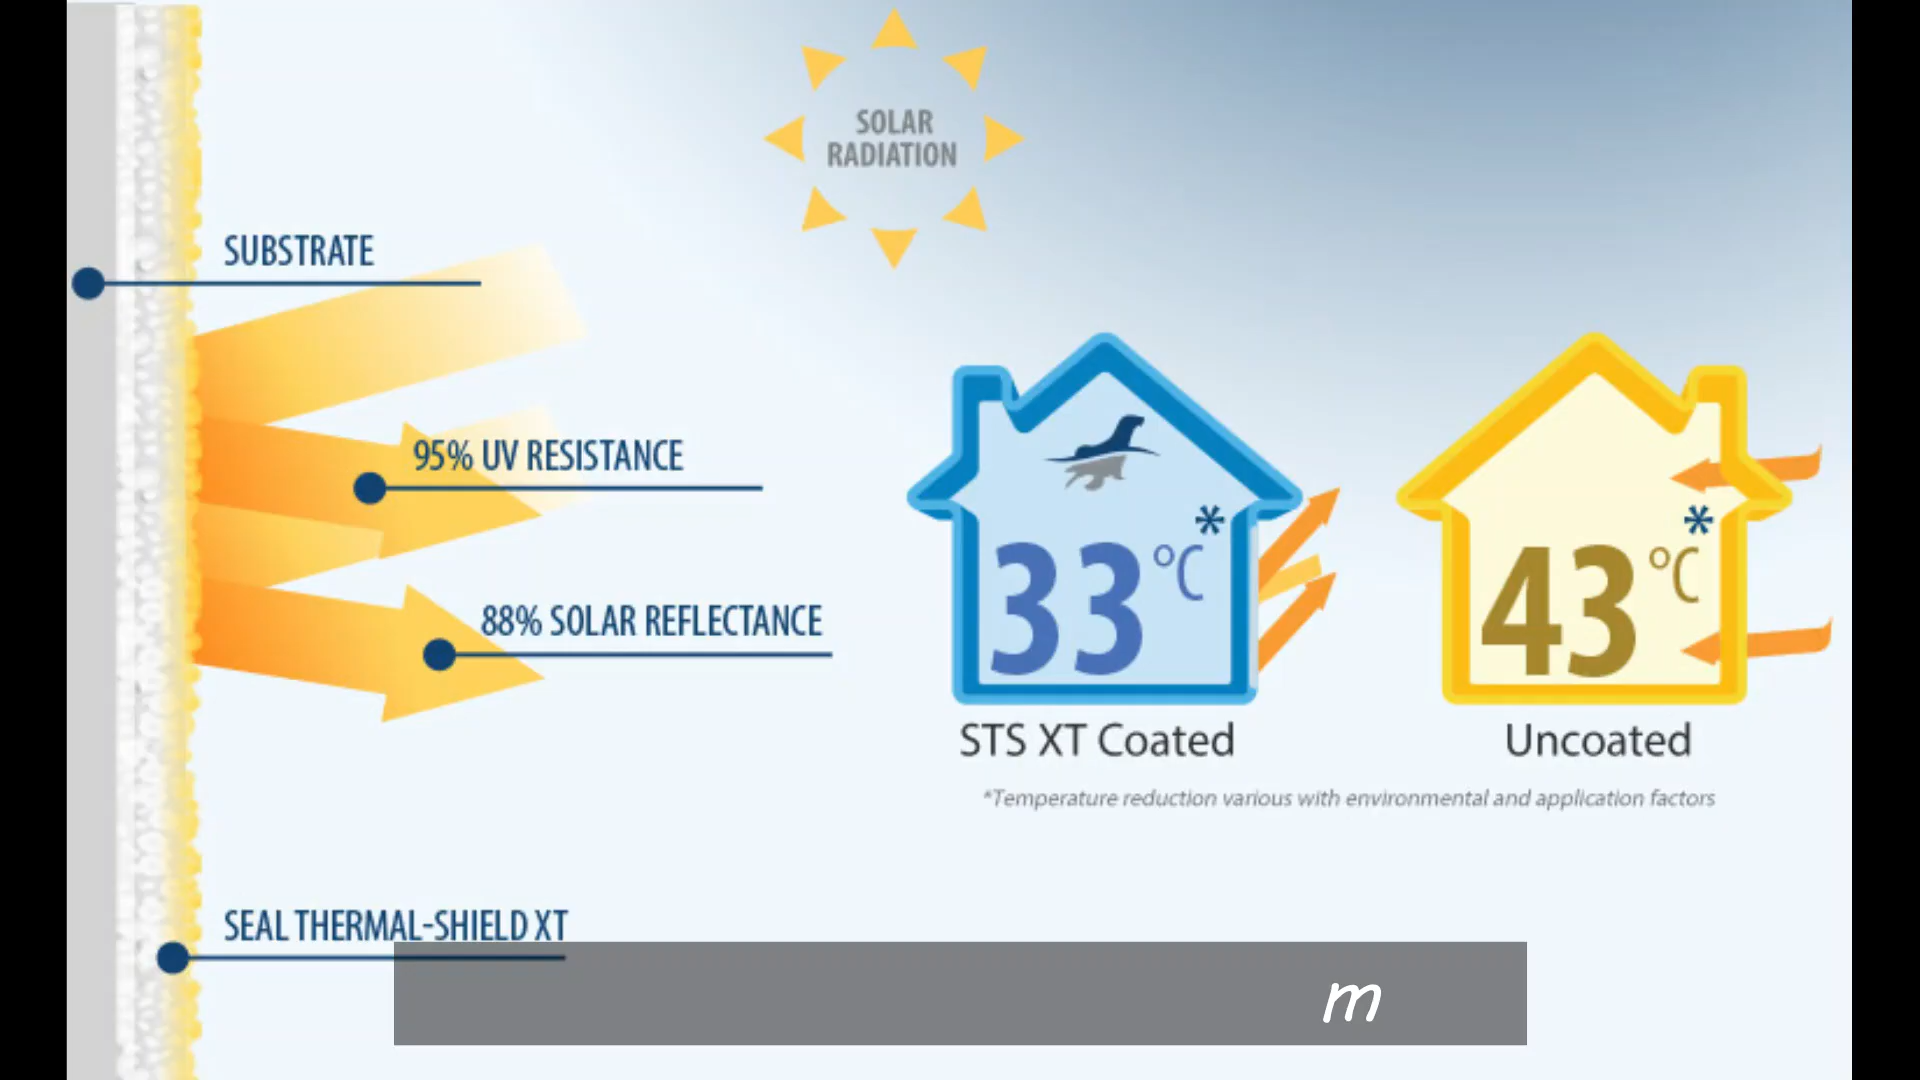 SOLAR
RADIATION
SUBSTRATE
95% UV RESISTANCE
88% SOLAR REFLECTANCE
33°C*
43°C*
STS XT Coated
Uncoated
*Temperature reduction various with environmental and application factors
SEAL THERMAL-SHIELD XT
m